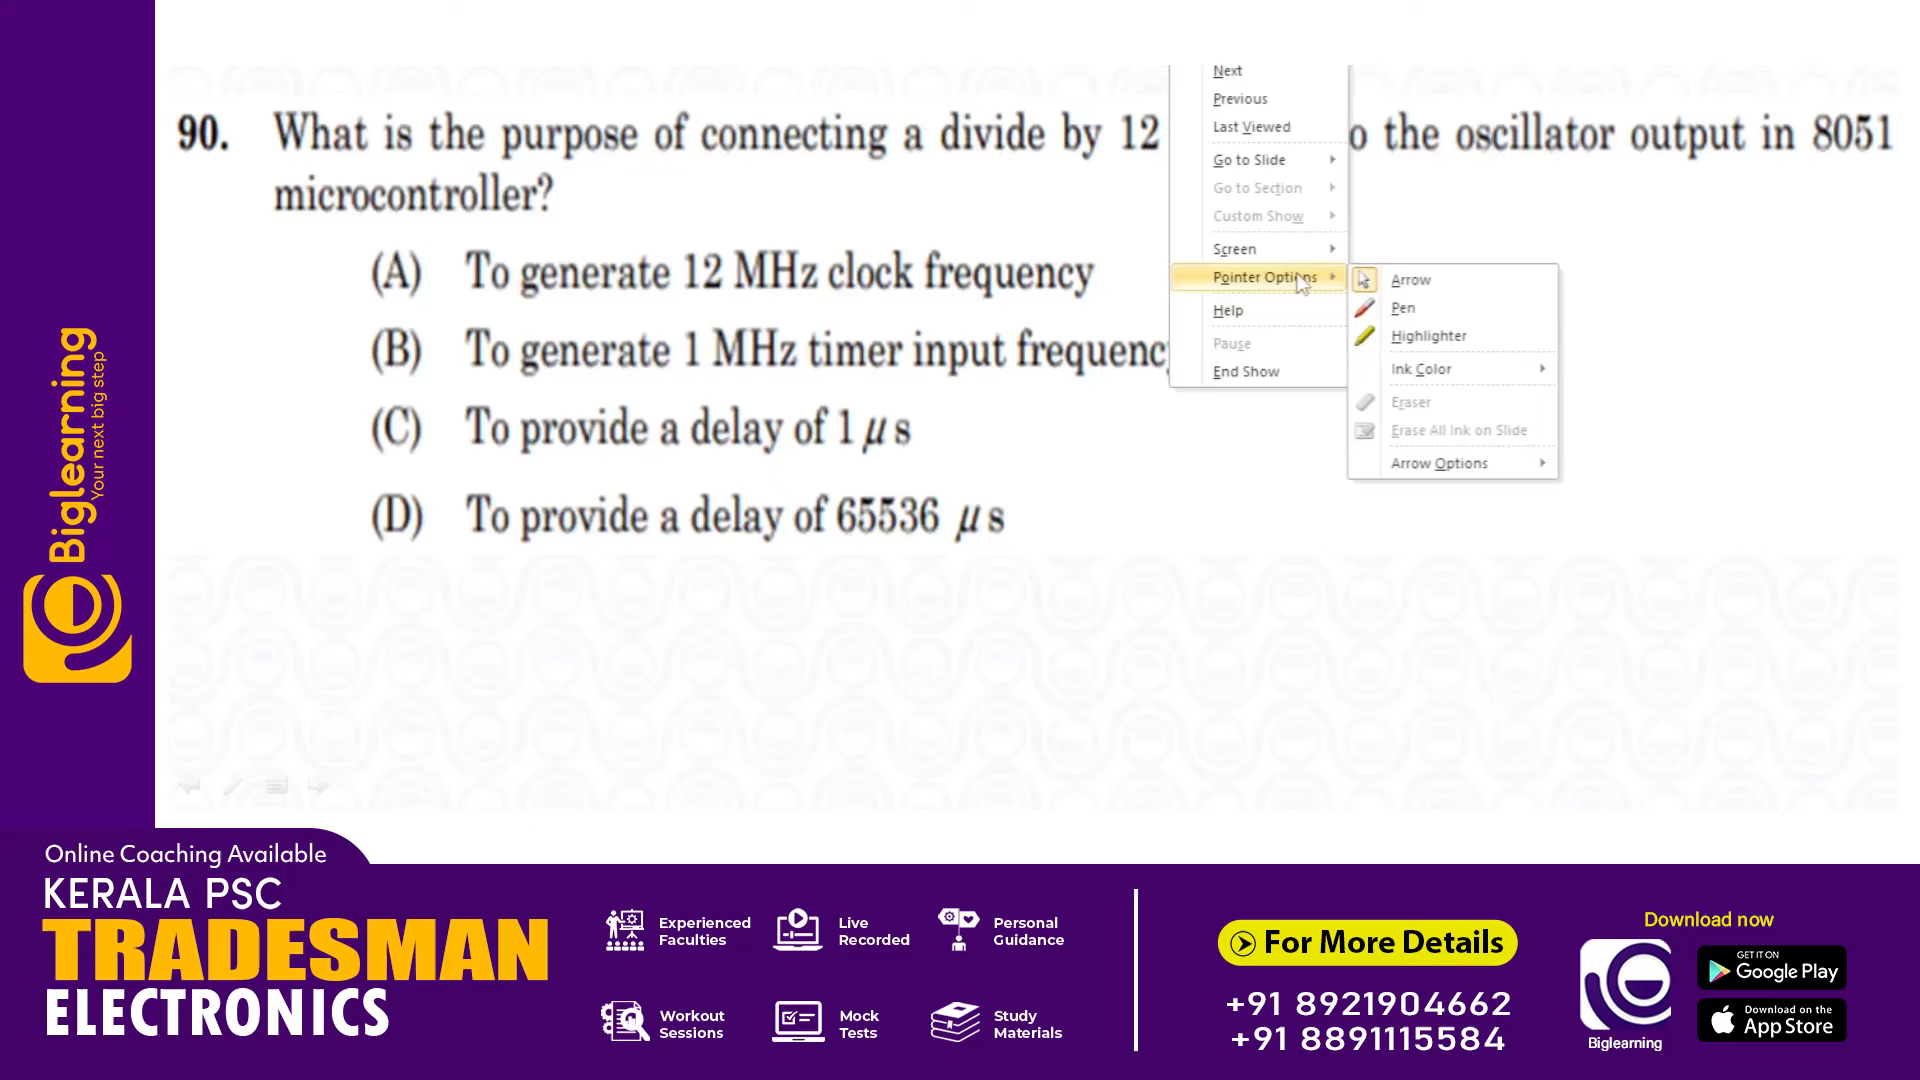 90. What is the purpose of connecting a divide by 12 o the oscillator output in 8051
microcontroller?
(A) To generate 12 MHz clock frequency
(B) To generate 1 MHz timer input frequenc
(C) To provide a delay of 1 μ s
(D) To provide a delay of 65536 μ s
Next
Previous
Last Viewed
Go to Slide
Go to Section
Custom Show
Screen
Pointer Options
Help
Pause
End Show
Arrow
Pen
Highlighter
Ink Color
Eraser
Erase All Ink on Slide
Arrow Options
Biglearning
Your next big step
Online Coaching Available
KERALA PSC
TRADESMAN
ELECTRONICS
Experienced
Faculties
Live
Recorded
Personal
Guidance
Workout
Sessions
Mock
Tests
Study
Materials
For More Details
+91 8921904662
+91 8891115584
Download now
Biglearning
GET IT ON
Google Play
Download on the
App Store